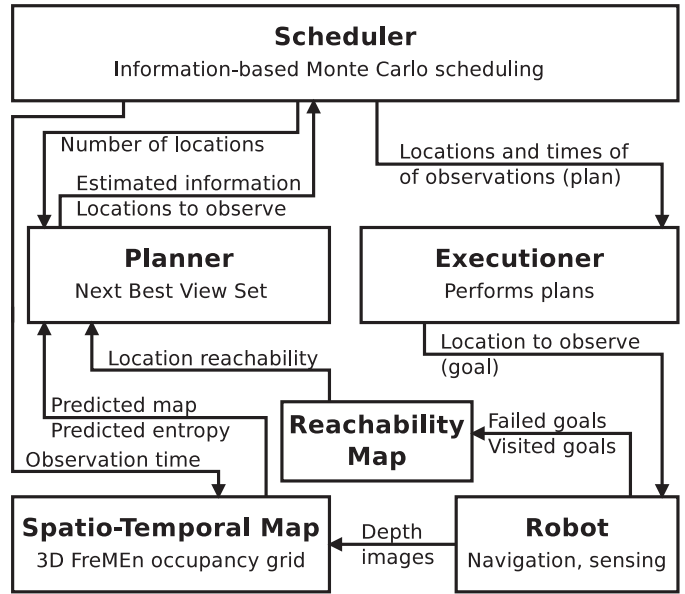 Scheduler
Information-based Monte Carlo scheduling
Number of locations
Estimated information
Locations to observe
Locations and times of
of observations (plan)
Planner
Next Best View Set
Executioner
Performs plans
Location reachability
Location to observe
(goal)
Predicted map
Predicted entropy
Reachability
Map
Failed goals
Visited goals
Observation time
Spatio-Temporal Map
3D FreMEn occupancy grid
Depth
images
Robot
Navigation, sensing